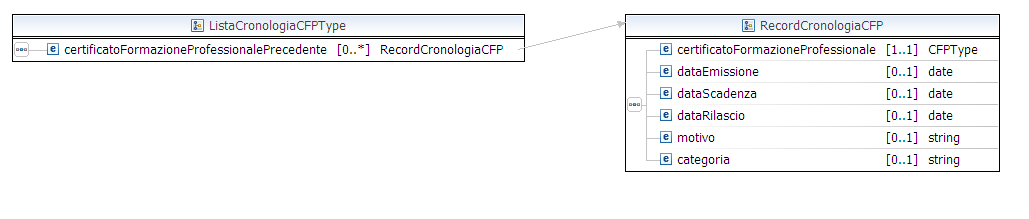 ListaCronologiaCFPType
e certificatoFormazioneProfessionalePrecedente [0..*] RecordCronologiaCFP
RecordCronologiaCFP
e certificatoFormazioneProfessionale [1..1] CFPType
e dataEmissione [0..1] date
e dataScadenza [0..1] date
e dataRilascio [0..1] date
e motivo [0..1] string
e categoria [0..1] string